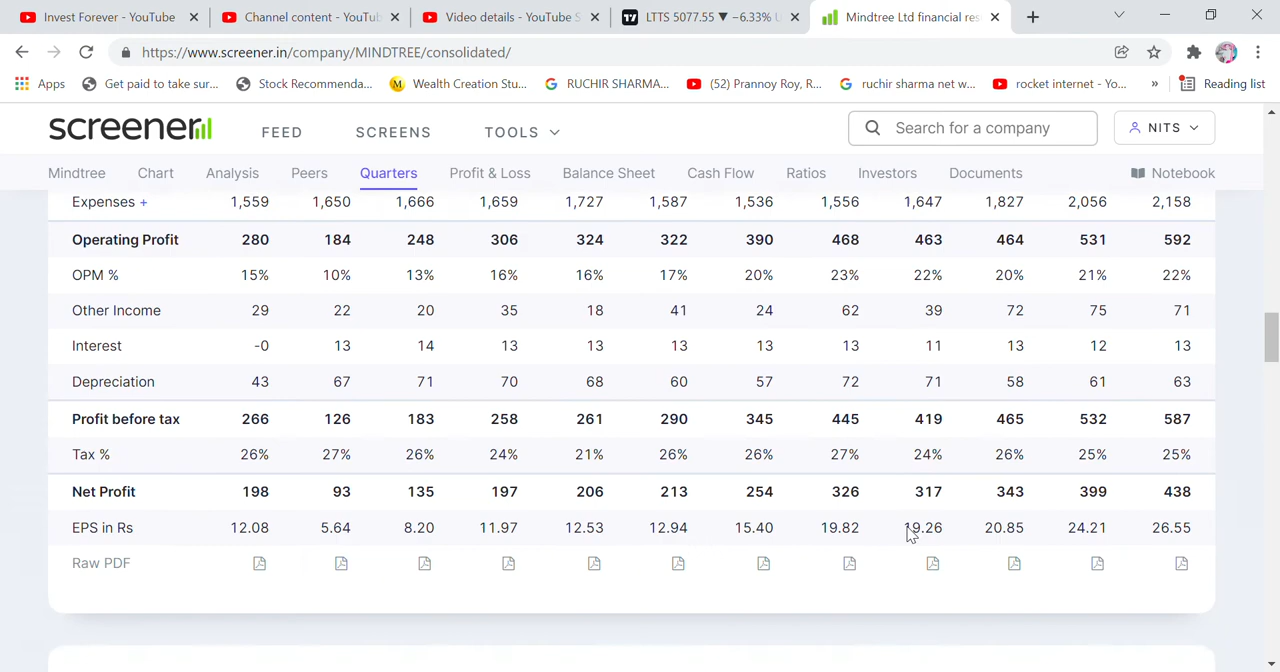 Invest Forever - YouTube
Channel content - YouTub
Video details - YouTube S
LTTS 5077.55 ▼ −6.33% U
Mindtree Ltd financial res
https://www.screener.in/company/MINDTREE/consolidated/
Apps
Get paid to take sur...
Stock Recommenda...
Wealth Creation Stu...
RUCHIR SHARMA...
(52) Prannoy Roy, R...
ruchir sharma net w...
rocket internet - Yo...
»
Reading list
screener
FEED
SCREENS
TOOLS
Search for a company
NITS
Mindtree
Chart
Analysis
Peers
Quarters
Profit & Loss
Balance Sheet
Cash Flow
Ratios
Investors
Documents
Notebook
Expenses + 1,559 1,650 1,666 1,659 1,727 1,587 1,536 1,556 1,647 1,827 2,056 2,158
Operating Profit 280 184 248 306 324 322 390 468 463 464 531 592
OPM % 15% 10% 13% 16% 16% 17% 20% 23% 22% 20% 21% 22%
Other Income 29 22 20 35 18 41 24 62 39 72 75 71
Interest -0 13 14 13 13 13 13 13 11 13 12 13
Depreciation 43 67 71 70 68 60 57 72 71 58 61 63
Profit before tax 266 126 183 258 261 290 345 445 419 465 532 587
Tax % 26% 27% 26% 24% 21% 26% 26% 27% 24% 26% 25% 25%
Net Profit 198 93 135 197 206 213 254 326 317 343 399 438
EPS in Rs 12.08 5.64 8.20 11.97 12.53 12.94 15.40 19.82 19.26 20.85 24.21 26.55
Raw PDF